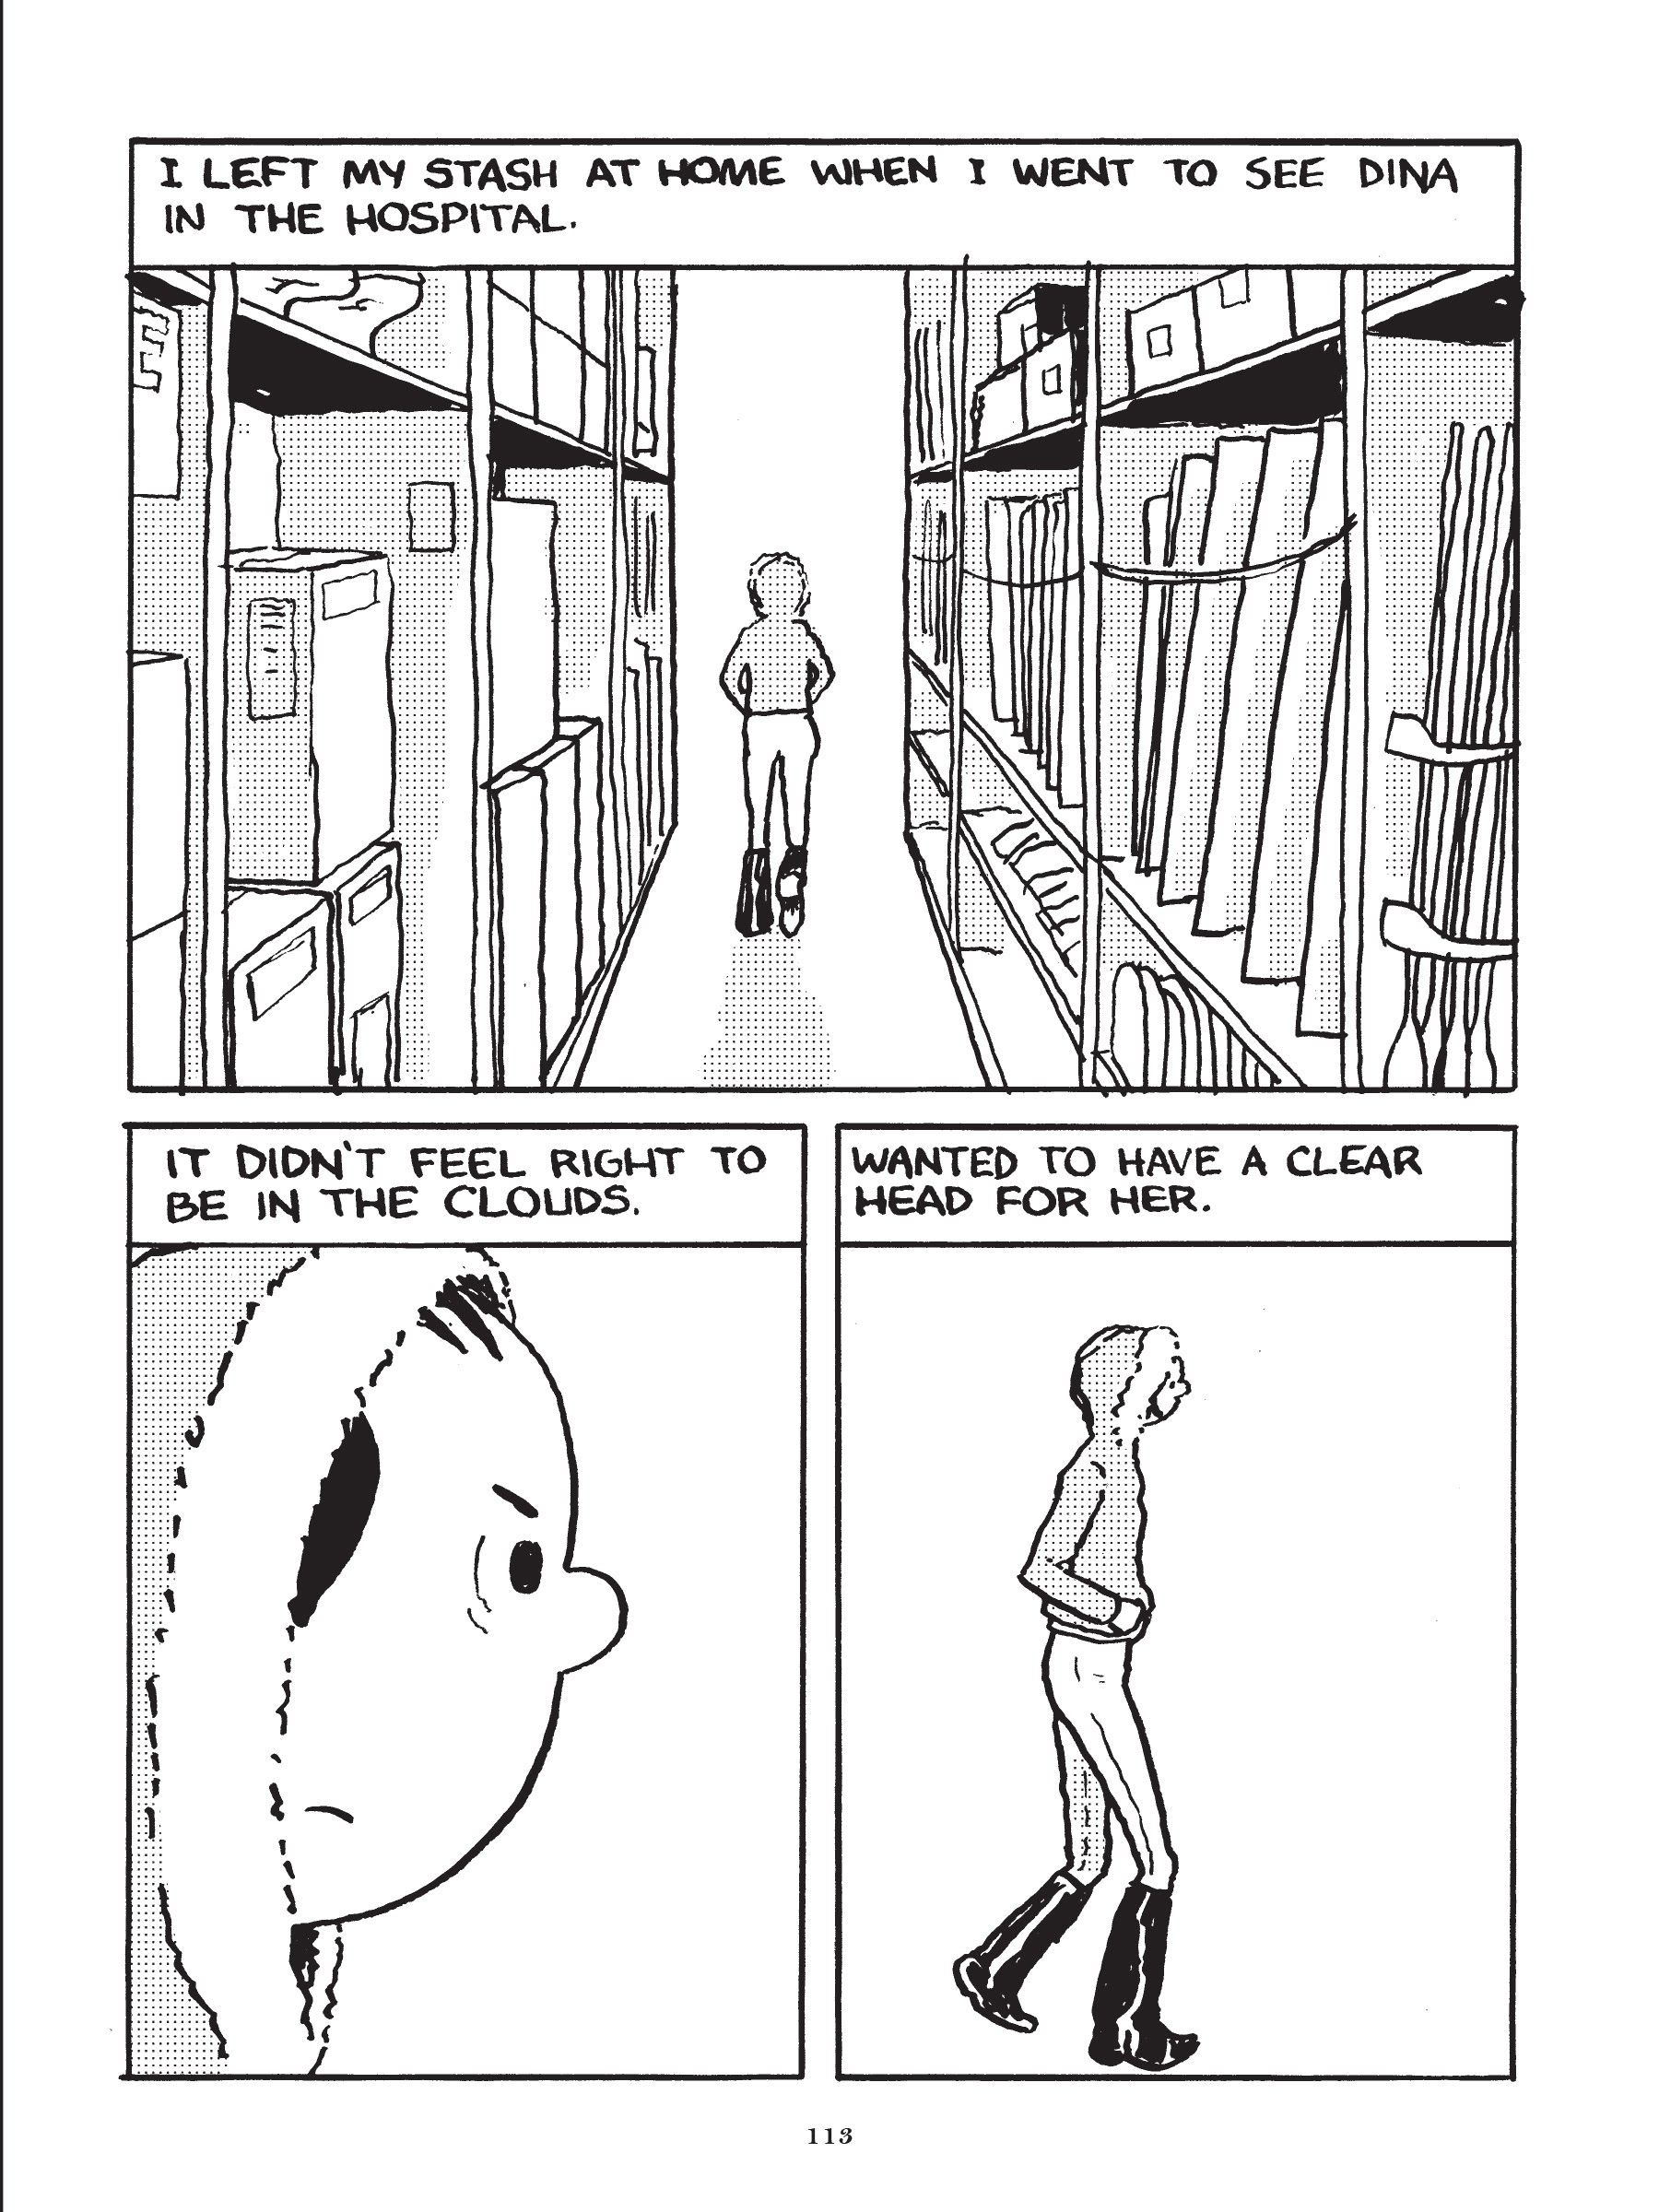 I LEFT MY STASH AT HOME WHEN I WENT TO SEE DINA
IN THE HOSPITAL.
E
IT DIDN'T FEEL RIGHT TO
BE IN THE CLOUDS.
WANTED TO HAVE A CLEAR
HEAD FOR HER.
113